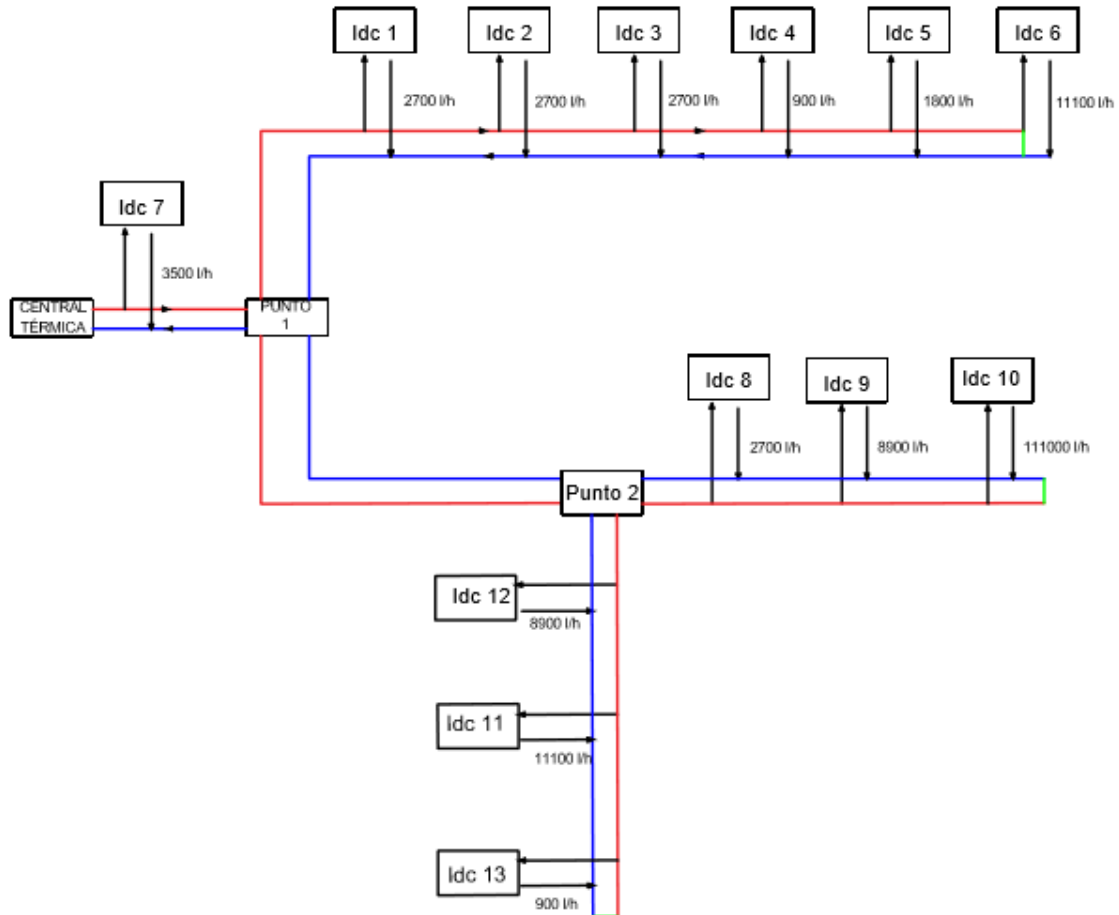 Idc 1
Idc 2
Idc 3
Idc 4
Idc 5
Idc 6
2700 l/h
2700 l/h
2700 l/h
900 l/h
1800 l/h
11100 l/h
Idc 7
3500 l/h
CENTRAL
TÉRMICA
PUNTO
1
Idc 8
Idc 9
Idc 10
2700 l/h
8900 l/h
111000 l/h
Punto 2
Idc 12
8900 l/h
Idc 11
11100 l/h
Idc 13
900 l/h